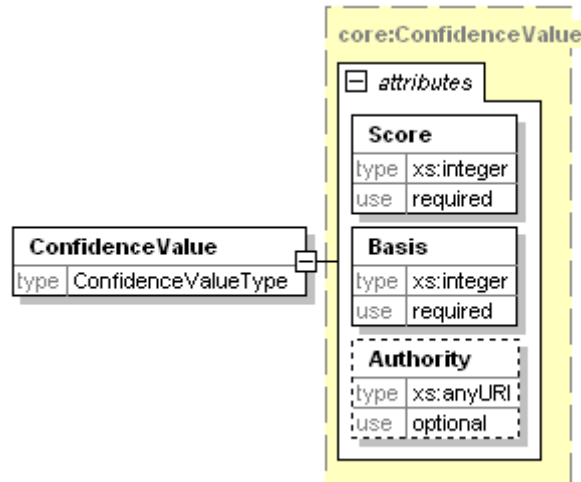 core:ConfidenceValue
attributes
Score
type xs:integer
use required
ConfidenceValue
type ConfidenceValueType
Basis
type xs:integer
use required
Authority
type xs:anyURI
use optional